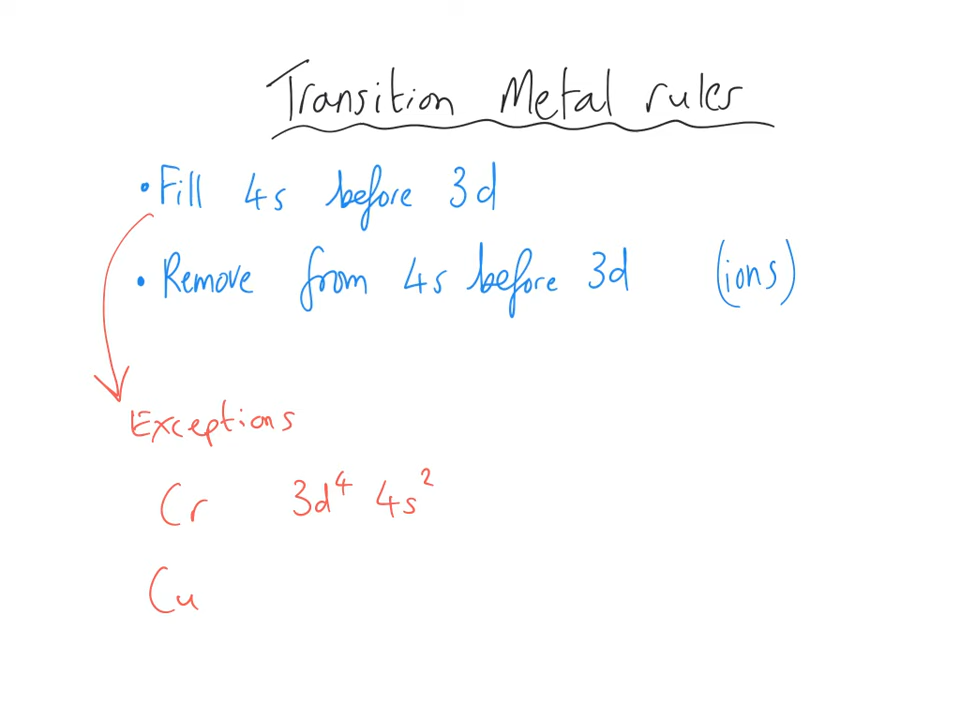 Transition Metal rules
• Fill 4s before 3d
• Remove from 4s before 3d (ions)
Exceptions
Cr 3d⁴ 4s²
Cu